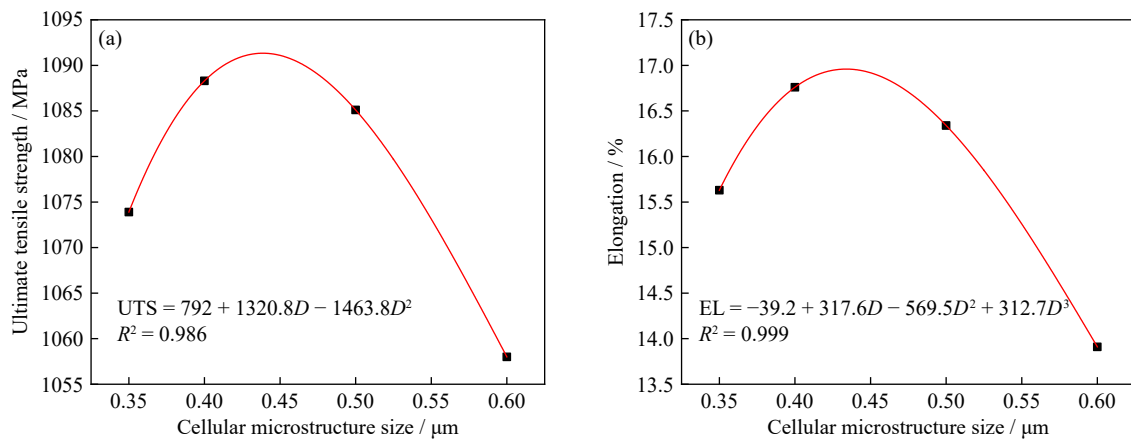 (a)
1095
1090
1085
1080
1070
1070
1065
1060
1055
Ultimate tensile strength / MPa
UTS = 792 + 1320.8D − 1463.8D²
R² = 0.986
0.35 0.40 0.45 0.50 0.55 0.60
Cellular microstructure size / μm
(b)
17.5
17.0
16.5
16.0
15.5
15.0
14.5
14.0
13.5
Elongation / %
EL = −39.2 + 317.6D − 569.5D² + 312.7D³
R² = 0.999
0.35 0.40 0.45 0.50 0.55 0.60
Cellular microstructure size / μm